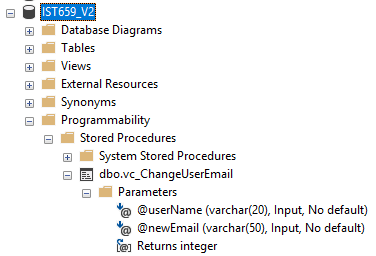 IST659_V2
Database Diagrams
Tables
Views
External Resources
Synonyms
Programmability
Stored Procedures
System Stored Procedures
dbo.vc_ChangeUserEmail
Parameters
@userName (varchar(20), Input, No default)
@newEmail (varchar(50), Input, No default)
Returns integer